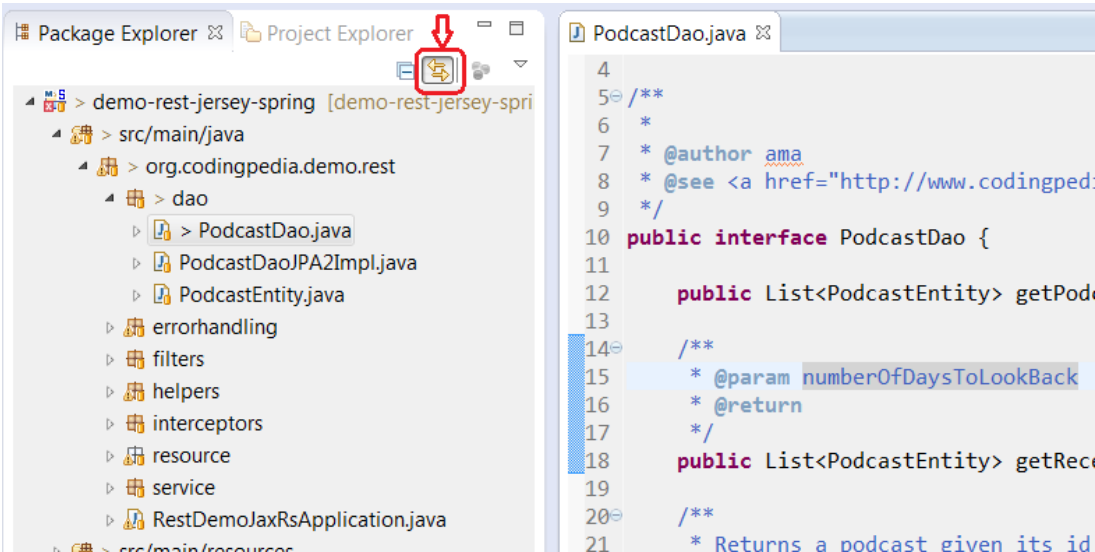 Package Explorer
Project Explorer
> demo-rest-jersey-spring [demo-rest-jersey-spri
> src/main/java
> org.codingpedia.demo.rest
> dao
> PodcastDao.java
PodcastDaoJPA2Impl.java
PodcastEntity.java
errorhandling
filters
helpers
interceptors
resource
service
RestDemoJaxRsApplication.java
> src/main/resources
PodcastDao.java
4
5 /**
6 *
7 * @author ama
8 * @see <a href="http://www.codingpedi
9 */
10 public interface PodcastDao {
11
12 public List<PodcastEntity> getPod
13
14 /**
15 * @param numberOfDaysToLookBack
16 * @return
17 */
18 public List<PodcastEntity> getRece
19
20 /**
21 * Returns a podcast given its id